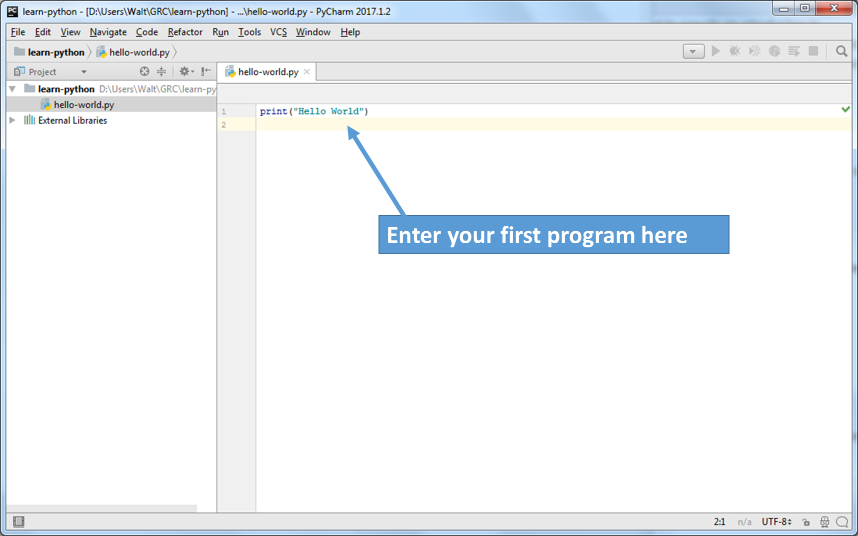 learn-python - [D:\Users\Walt\GRC\learn-python] - ...\hello-world.py - PyCharm 2017.1.2
File Edit View Navigate Code Refactor Run Tools VCS Window Help
learn-python hello-world.py
Project
hello-world.py
learn-python D:\Users\Walt\GRC\learn-py
hello-world.py
External Libraries
1 print("Hello World")
2
Enter your first program here
2:1 n/a UTF-8